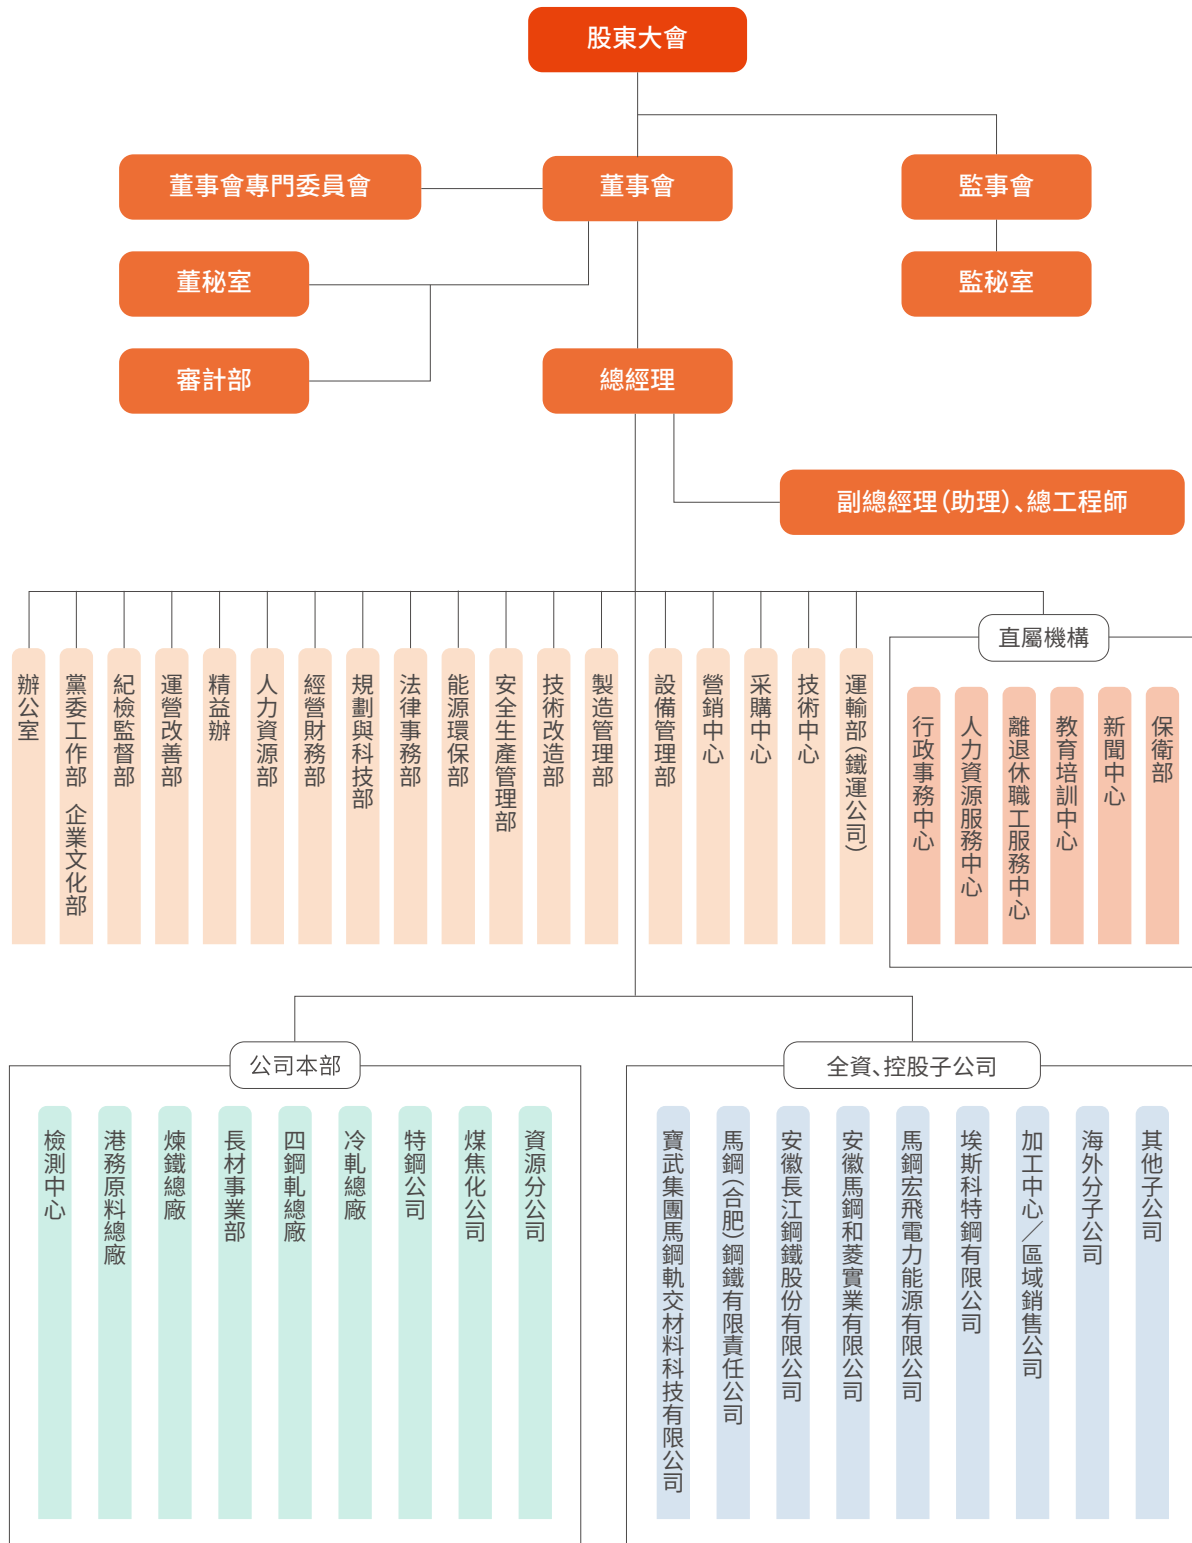 股東大會
董事會專門委員會
董事會
監事會
董秘室
監秘室
審計部
總經理
副總經理（助理）、總工程師
直屬機構
辦公室
黨委工作部 企業文化部
紀檢監督部
運營改善部
精益辦
人力資源部
經營財務部
規劃與科技部
法律事務部
能源環保部
安全生產管理部
技術改造部
製造管理部
設備管理部
營銷中心
采購中心
技術中心
運輸部（鐵運公司）
行政事務中心
人力資源服務中心
離退休職工服務中心
教育培訓中心
新聞中心
保衛部
公司本部
全資、控股子公司
檢測中心
港務原料總廠
煉鐵總廠
長材事業部
四鋼軋總廠
冷軋總廠
特鋼公司
煤焦化公司
資源分公司
寶武集團馬鋼軌交材料科技有限公司
馬鋼（合肥）鋼鐵有限責任公司
安徽長江鋼鐵股份有限公司
安徽馬鋼和菱實業有限公司
馬鋼宏飛電力能源有限公司
埃斯科特鋼有限公司
加工中心／區域銷售公司
海外分子公司
其他子公司